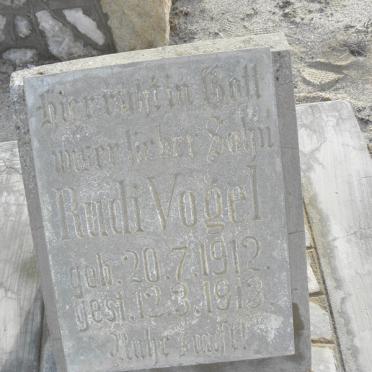 Hier ruht in Gott
unser lieber Sohn
Rudi Vogel
geb. 20.7.1912.
gest. 12.3.1913.
Ruhe sanft!